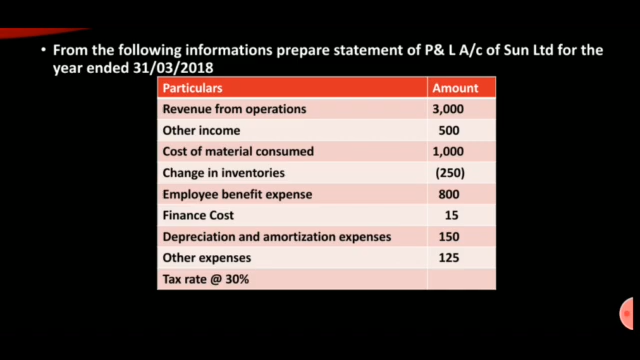 • From the following informations prepare statement of P& L A/c of Sun Ltd for the
year ended 31/03/2018
Particulars Amount
Revenue from operations 3,000
Other income 500
Cost of material consumed 1,000
Change in inventories (250)
Employee benefit expense 800
Finance Cost 15
Depreciation and amortization expenses 150
Other expenses 125
Tax rate @ 30%